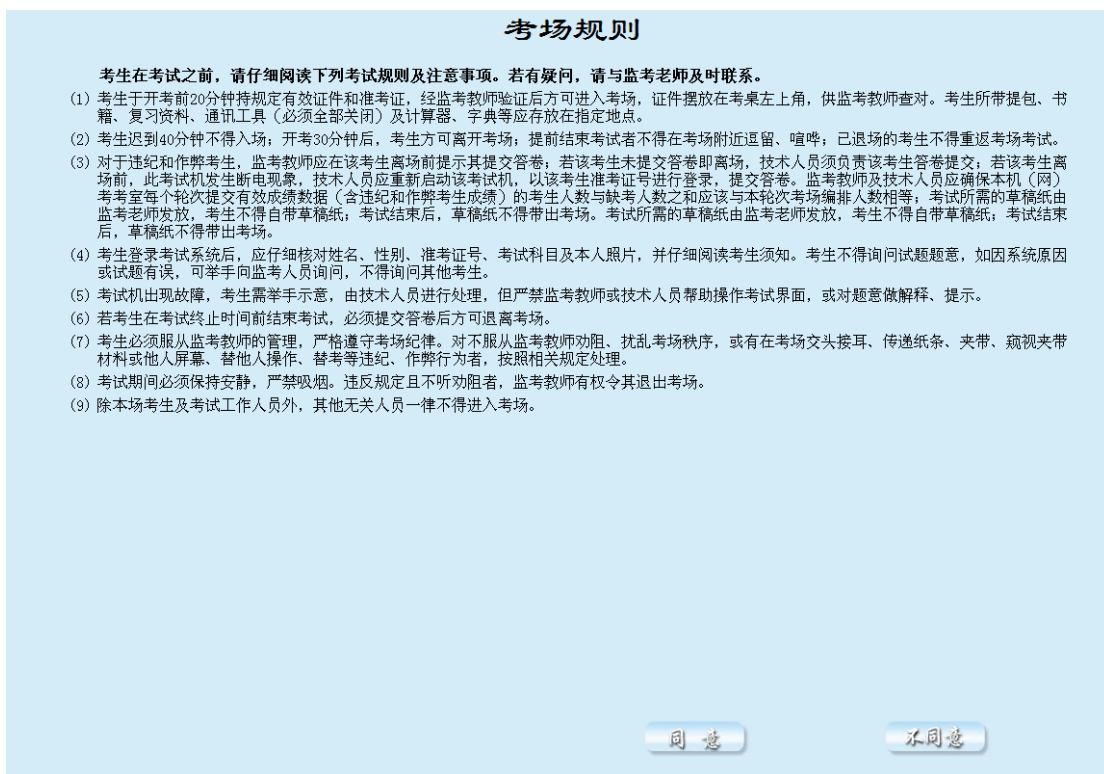 考场规则
考生在考试之前，请仔细阅读下列考试规则及注意事项。若有疑问，请与监考老师及时联系。
(1) 考生于开考前20分钟持规定有效证件和准考证，经监考教师验证后方可进入考场，证件摆放在考桌左上角，供监考教师查对。考生所带提包、书
籍、复习资料、通讯工具（必须全部关闭）及计算器、字典等应存放在指定地点。
(2) 考生迟到40分钟不得入场；开考30分钟后，考生方可离开考场；提前结束考试者不得在考场附近逗留、喧哗；已退场的考生不得重返考场考试。
(3) 对于违纪和作弊考生，监考教师应在该考生离场前提示其提交答卷；若该考生未提交答卷即离场，技术人员须负责该考生答卷提交；若该考生离
场前，此考试机发生断电现象，技术人员应重新启动该考试机，以该考生准考证号进行登录，提交答卷。监考教师及技术人员应确保本机（网）
考考室每个轮次提交有效成绩数据（含违纪和作弊考生成绩）的考生人数与缺考人数之和应该与本轮次考场编排人数相等；考试所需的草稿纸由
监考老师发放，考生不得自带草稿纸；考试结束后，草稿纸不得带出考场。考试所需的草稿纸由监考老师发放，考生不得自带草稿纸；考试结束
后，草稿纸不得带出考场。
(4) 考生登录考试系统后，应仔细核对姓名、性别、准考证号、考试科目及本人照片，并仔细阅读考生须知。考生不得询问试题题意，如因系统原因
或试题有误，可举手向监考人员询问，不得询问其他考生。
(5) 考试机出现故障，考生需举手示意，由技术人员进行处理，但严禁监考教师或技术人员帮助操作考试界面，或对题意做解释、提示。
(6) 若考生在考试终止时间前结束考试，必须提交答卷后方可退离考场。
(7) 考生必须服从监考教师的管理，严格遵守考场纪律。对不服从监考教师劝阻、扰乱考场秩序，或有在考场交头接耳、传递纸条、夹带、窥视夹带
材料或他人屏幕、替他人操作、替考等违纪、作弊行为者，按照相关规定处理。
(8) 考试期间必须保持安静，严禁吸烟。违反规定且不听劝阻者，监考教师有权令其退出考场。
(9) 除本场考生及考试工作人员外，其他无关人员一律不得进入考场。
同 意 不同意